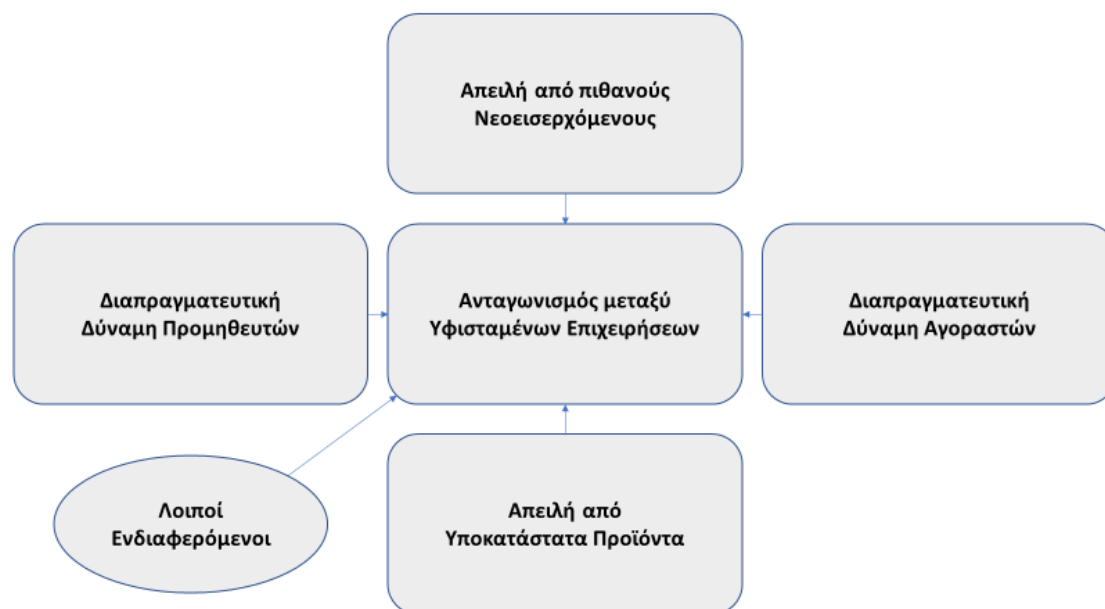 Απειλή από πιθανούς
Νεοεισερχόμενους
Διαπραγματευτική
Δύναμη Προμηθευτών
Ανταγωνισμός μεταξύ
Υφισταμένων Επιχειρήσεων
Διαπραγματευτική
Δύναμη Αγοραστών
Λοιποί
Ενδιαφερόμενοι
Απειλή από
Υποκατάστατα Προϊόντα